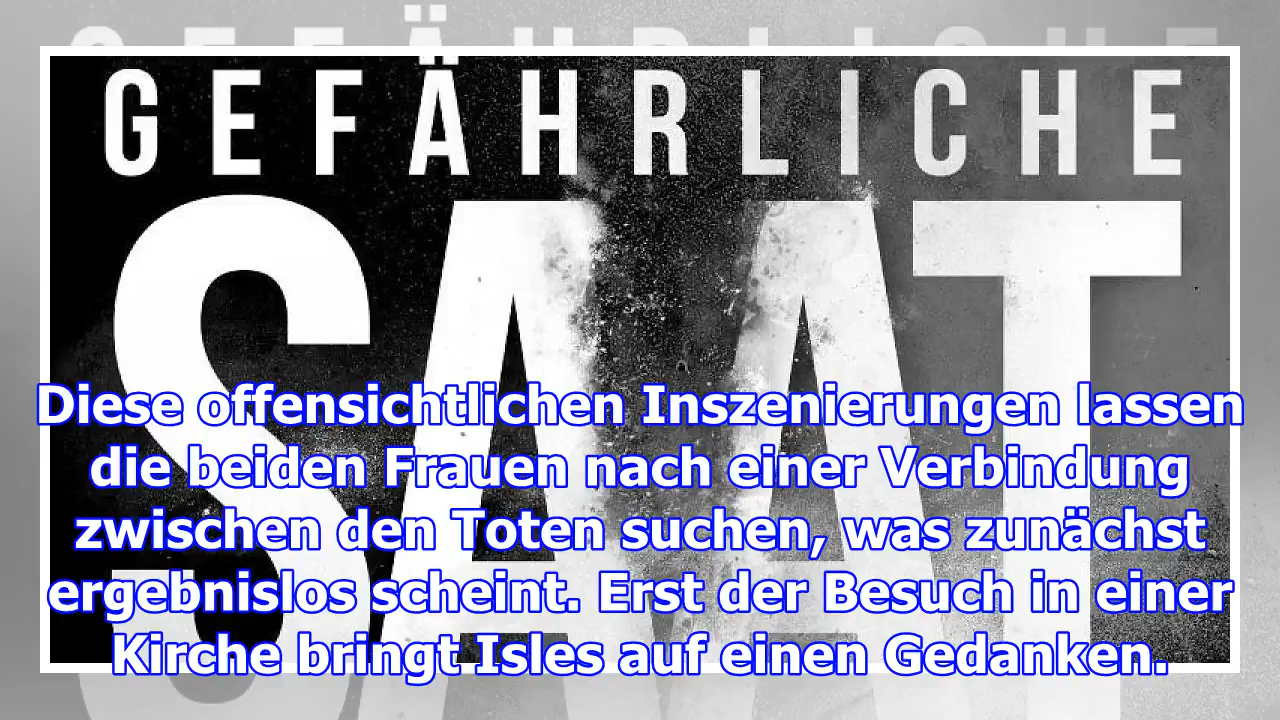 GEFÄHRLICHE
SAAT
Diese offensichtlichen Inszenierungen lassen
die beiden Frauen nach einer Verbindung
zwischen den Toten suchen, was zunächst
ergebnislos scheint. Erst der Besuch in einer
Kirche bringt Isles auf einen Gedanken.